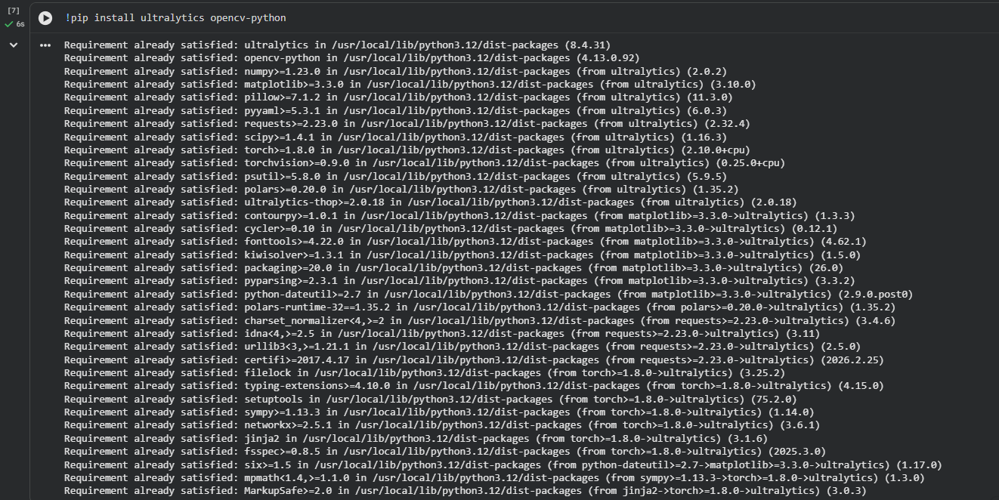 [7]
6s
!pip install ultralytics opencv-python
Requirement already satisfied: ultralytics in /usr/local/lib/python3.12/dist-packages (8.4.31)
Requirement already satisfied: opencv-python in /usr/local/lib/python3.12/dist-packages (4.13.0.92)
Requirement already satisfied: numpy>=1.23.0 in /usr/local/lib/python3.12/dist-packages (from ultralytics) (2.0.2)
Requirement already satisfied: matplotlib>=3.3.0 in /usr/local/lib/python3.12/dist-packages (from ultralytics) (3.10.0)
Requirement already satisfied: pillow>=7.1.2 in /usr/local/lib/python3.12/dist-packages (from ultralytics) (11.3.0)
Requirement already satisfied: pyyaml>=5.3.1 in /usr/local/lib/python3.12/dist-packages (from ultralytics) (6.0.3)
Requirement already satisfied: requests>=2.23.0 in /usr/local/lib/python3.12/dist-packages (from ultralytics) (2.32.4)
Requirement already satisfied: scipy>=1.4.1 in /usr/local/lib/python3.12/dist-packages (from ultralytics) (1.16.3)
Requirement already satisfied: torch>=1.8.0 in /usr/local/lib/python3.12/dist-packages (from ultralytics) (2.10.0+cpu)
Requirement already satisfied: torchvision>=0.9.0 in /usr/local/lib/python3.12/dist-packages (from ultralytics) (0.25.0+cpu)
Requirement already satisfied: psutil>=5.8.0 in /usr/local/lib/python3.12/dist-packages (from ultralytics) (5.9.5)
Requirement already satisfied: polars>=0.20.0 in /usr/local/lib/python3.12/dist-packages (from ultralytics) (1.35.2)
Requirement already satisfied: ultralytics-thop>=2.0.18 in /usr/local/lib/python3.12/dist-packages (from ultralytics) (2.0.18)
Requirement already satisfied: contourpy>=1.0.1 in /usr/local/lib/python3.12/dist-packages (from matplotlib>=3.3.0->ultralytics) (1.3.3)
Requirement already satisfied: cycler>=0.10 in /usr/local/lib/python3.12/dist-packages (from matplotlib>=3.3.0->ultralytics) (0.12.1)
Requirement already satisfied: fonttools>=4.22.0 in /usr/local/lib/python3.12/dist-packages (from matplotlib>=3.3.0->ultralytics) (4.62.1)
Requirement already satisfied: kiwisolver>=1.3.1 in /usr/local/lib/python3.12/dist-packages (from matplotlib>=3.3.0->ultralytics) (1.5.0)
Requirement already satisfied: packaging>=20.0 in /usr/local/lib/python3.12/dist-packages (from matplotlib>=3.3.0->ultralytics) (26.0)
Requirement already satisfied: pyparsing>=2.3.1 in /usr/local/lib/python3.12/dist-packages (from matplotlib>=3.3.0->ultralytics) (3.3.2)
Requirement already satisfied: python-dateutil>=2.7 in /usr/local/lib/python3.12/dist-packages (from matplotlib>=3.3.0->ultralytics) (2.9.0.post0)
Requirement already satisfied: polars-runtime-32==1.35.2 in /usr/local/lib/python3.12/dist-packages (from polars>=0.20.0->ultralytics) (1.35.2)
Requirement already satisfied: charset_normalizer<4,>=2 in /usr/local/lib/python3.12/dist-packages (from requests>=2.23.0->ultralytics) (3.4.6)
Requirement already satisfied: idna<4,>=2.5 in /usr/local/lib/python3.12/dist-packages (from requests>=2.23.0->ultralytics) (3.11)
Requirement already satisfied: urllib3<3,>=1.21.1 in /usr/local/lib/python3.12/dist-packages (from requests>=2.23.0->ultralytics) (2.5.0)
Requirement already satisfied: certifi>=2017.4.17 in /usr/local/lib/python3.12/dist-packages (from requests>=2.23.0->ultralytics) (2026.2.25)
Requirement already satisfied: filelock in /usr/local/lib/python3.12/dist-packages (from torch>=1.8.0->ultralytics) (3.25.2)
Requirement already satisfied: typing-extensions>=4.10.0 in /usr/local/lib/python3.12/dist-packages (from torch>=1.8.0->ultralytics) (4.15.0)
Requirement already satisfied: setuptools in /usr/local/lib/python3.12/dist-packages (from torch>=1.8.0->ultralytics) (75.2.0)
Requirement already satisfied: sympy>=1.13.3 in /usr/local/lib/python3.12/dist-packages (from torch>=1.8.0->ultralytics) (1.14.0)
Requirement already satisfied: networkx>=2.5.1 in /usr/local/lib/python3.12/dist-packages (from torch>=1.8.0->ultralytics) (3.6.1)
Requirement already satisfied: jinja2 in /usr/local/lib/python3.12/dist-packages (from torch>=1.8.0->ultralytics) (3.1.6)
Requirement already satisfied: fsspec>=0.8.5 in /usr/local/lib/python3.12/dist-packages (from torch>=1.8.0->ultralytics) (2025.3.0)
Requirement already satisfied: six>=1.5 in /usr/local/lib/python3.12/dist-packages (from python-dateutil>=2.7->matplotlib>=3.3.0->ultralytics) (1.17.0)
Requirement already satisfied: mpmath<1.4,>=1.1.0 in /usr/local/lib/python3.12/dist-packages (from sympy>=1.13.3->torch>=1.8.0->ultralytics) (1.3.0)
Requirement already satisfied: MarkupSafe>=2.0 in /usr/local/lib/python3.12/dist-packages (from jinja2->torch>=1.8.0->ultralytics) (3.0.3)